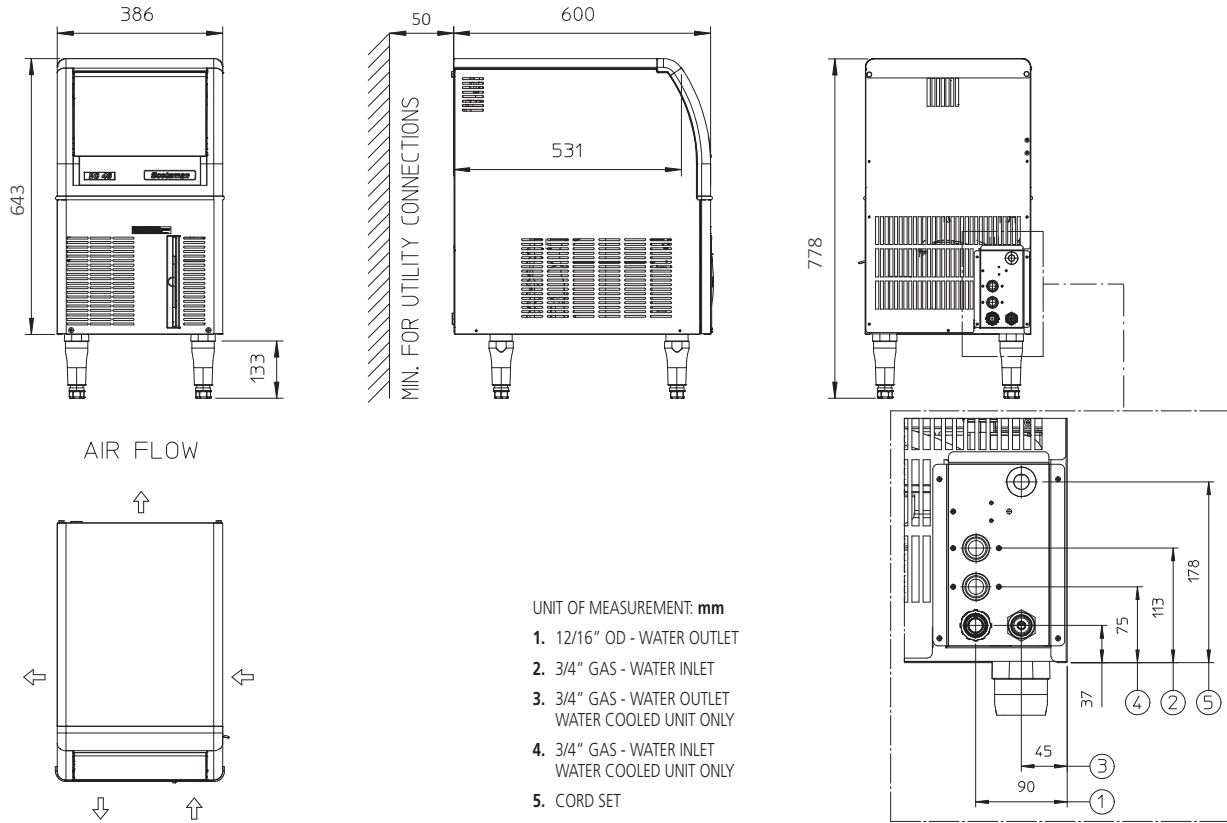 386
50
600
MIN. FOR UTILITY CONNECTIONS
531
643
778
133
Scotsman
AIR FLOW
UNIT OF MEASUREMENT: mm
1. 12/16" OD - WATER OUTLET
2. 3/4" GAS - WATER INLET
3. 3/4" GAS - WATER OUTLET
WATER COOLED UNIT ONLY
4. 3/4" GAS - WATER INLET
WATER COOLED UNIT ONLY
5. CORD SET
178
113
75
37
4
2
5
45
3
90
1